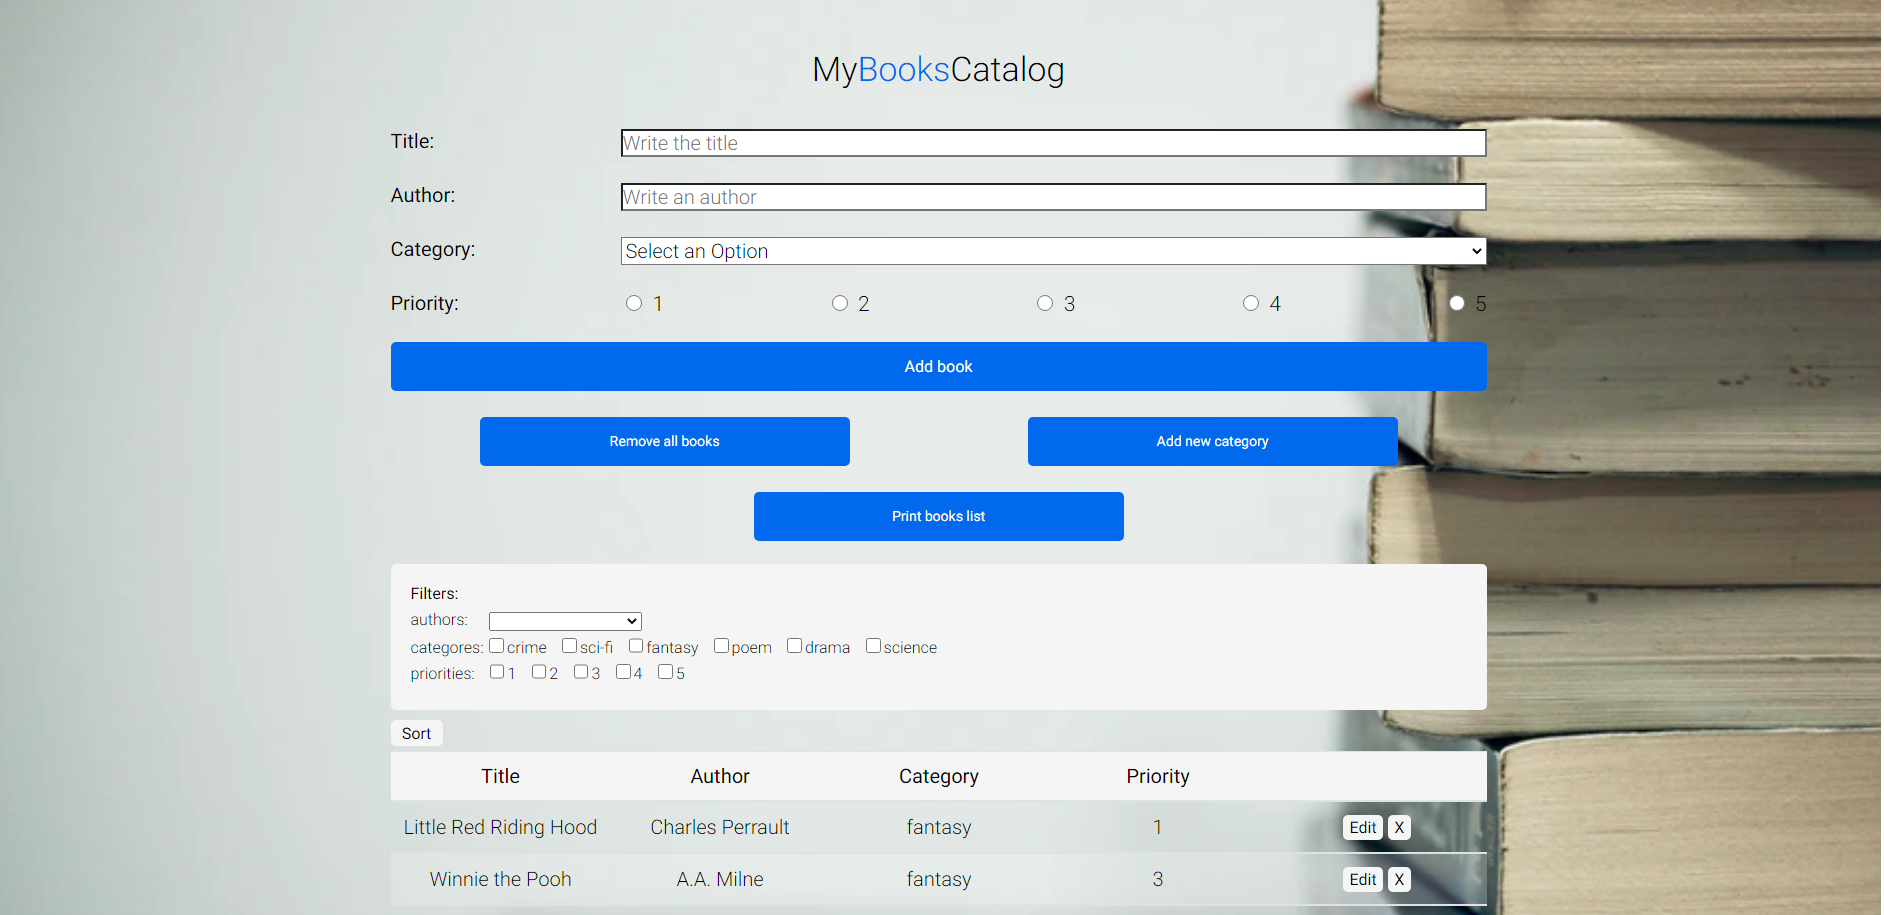 MyBooksCatalog
Title: Write the title
Author: Write an author
Category: Select an Option
Priority: 1 2 3 4 5
Add book
Remove all books Add new category
Print books list
Filters:
authors:
categores: crime sci-fi fantasy poem drama science
priorities: 1 2 3 4 5
Sort
Title Author Category Priority
Little Red Riding Hood Charles Perrault fantasy 1 Edit X
Winnie the Pooh A.A. Milne fantasy 3 Edit X